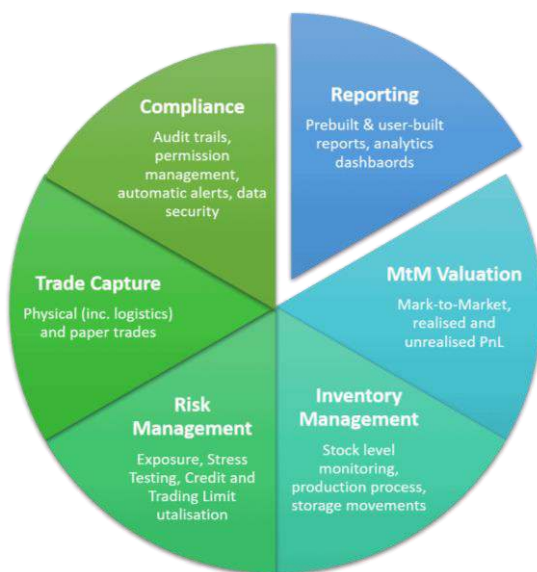 Reporting
Prebuilt & user-built
reports, analytics
dashbaords
MtM Valuation
Mark-to-Market,
realised and
unrealised PnL
Inventory
Management
Stock level
monitoring,
production process,
storage movements
Risk
Management
Exposure, Stress
Testing, Credit and
Trading Limit
utalisation
Trade Capture
Physical (inc. logistics)
and paper trades
Compliance
Audit trails,
permission
management,
automatic alerts, data
security